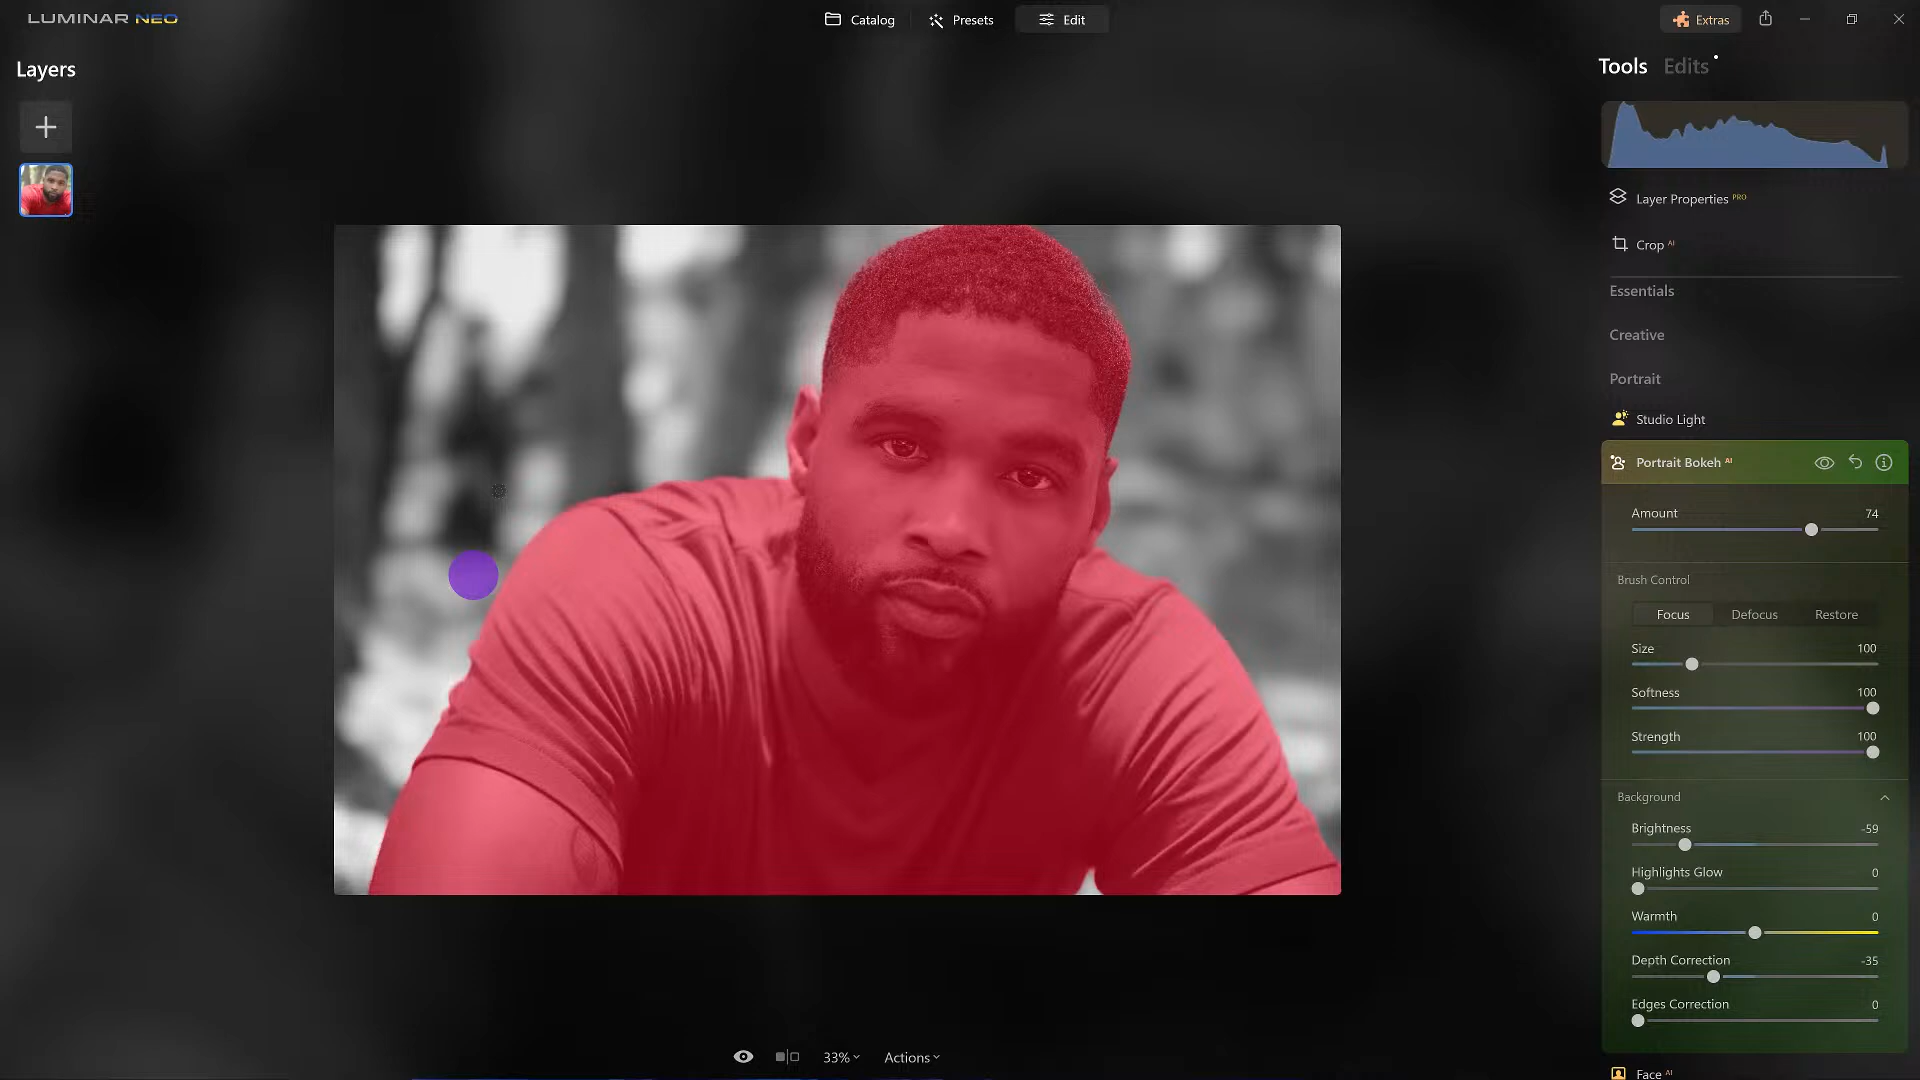 LUMINAR NEO
Catalog
Presets
Edit
Extras
Layers
Tools Edits
Layer Properties PRO
Crop AI
Essentials
Creative
Portrait
Studio Light
Portrait Bokeh AI
Amount 74
Brush Control
Focus Defocus Restore
Size 100
Softness 100
Strength 100
Background
Brightness -59
Highlights Glow 0
Warmth 0
Depth Correction -35
Edges Correction 0
Face AI
33%
Actions